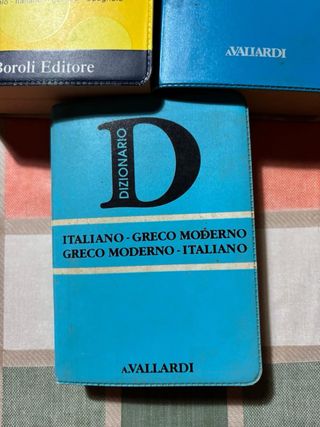 Boroli Editore
A.VALLARDI
DIZIONARIO
D
ITALIANO - GRECO MODERNO
GRECO MODERNO - ITALIANO
A.VALLARDI